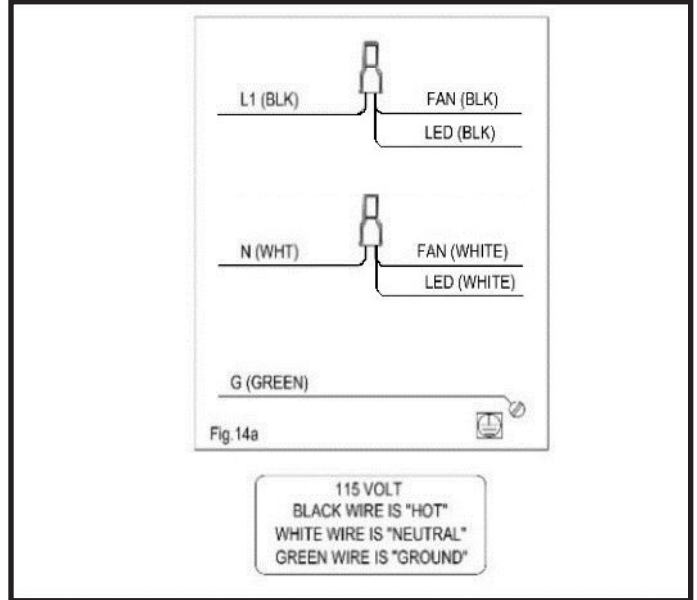 L1 (BLK)
FAN (BLK)
LED (BLK)
N (WHT)
FAN (WHITE)
LED (WHITE)
G (GREEN)
Fig.14a
115 VOLT
BLACK WIRE IS "HOT"
WHITE WIRE IS "NEUTRAL"
GREEN WIRE IS "GROUND"